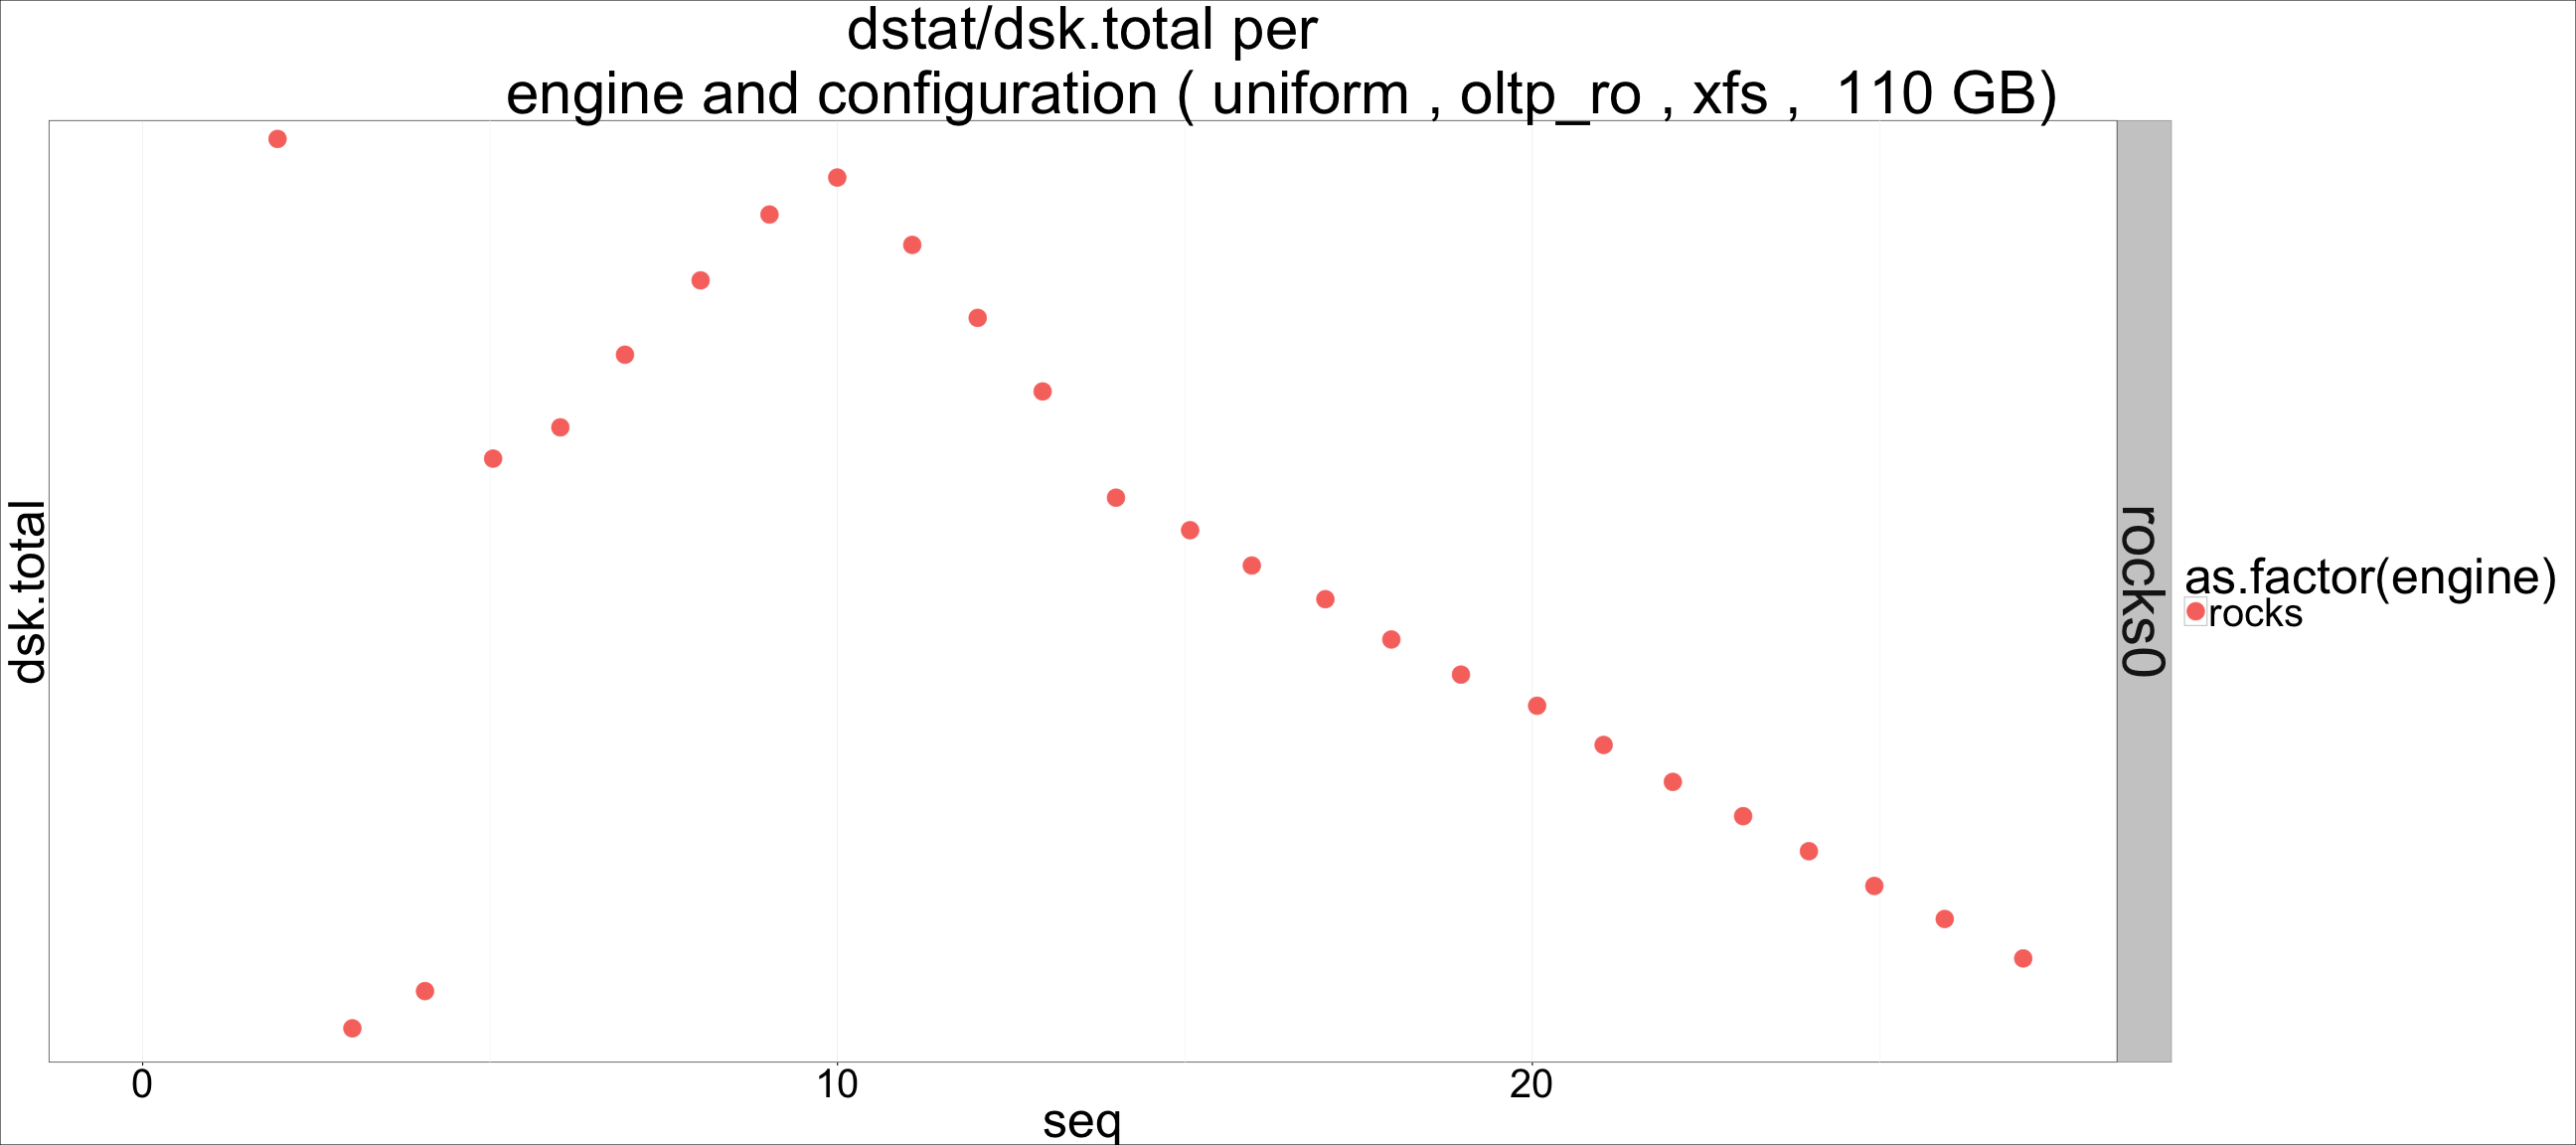 dstat/dsk.total per
engine and configuration ( uniform , oltp_ro , xfs ,  110 GB)
dsk.total
rocks0
as.factor(engine)
rocks
0
10
20
seq